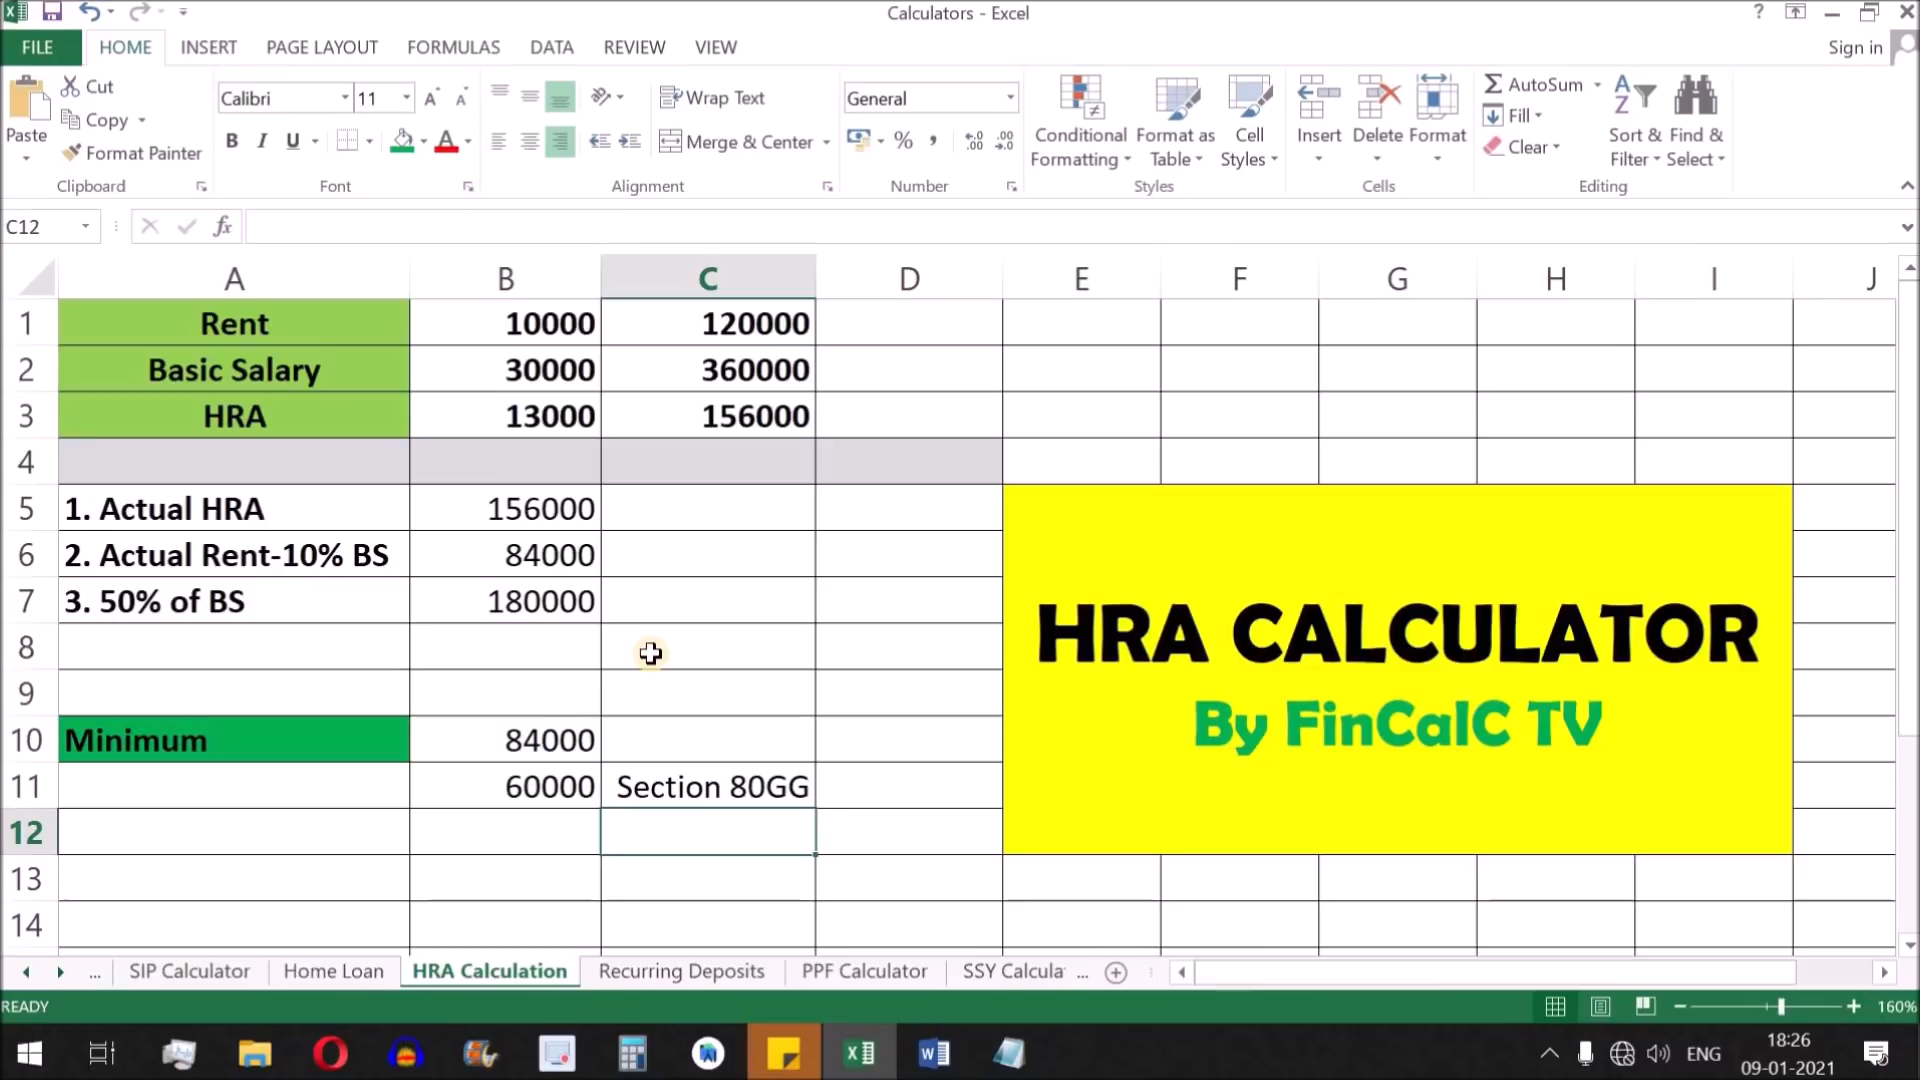 Calculators - Excel
?
FILE HOME INSERT PAGE LAYOUT FORMULAS DATA REVIEW VIEW
Sign in
Paste
Cut
Copy
Format Painter
Clipboard
Calibri 11
B I U
Font
Wrap Text
Merge & Center
Alignment
General
%
Number
Conditional Formatting
Format as Table
Cell Styles
Styles
Insert
Delete
Format
Cells
AutoSum
Fill
Clear
Sort & Filter
Find & Select
Editing
C12
fx
A B C D E F G H I J
1 Rent 10000 120000
2 Basic Salary 30000 360000
3 HRA 13000 156000
4
5 1. Actual HRA 156000
6 2. Actual Rent-10% BS 84000
7 3. 50% of BS 180000
8
9
10 Minimum 84000
11 60000 Section 80GG
12
13
14
HRA CALCULATOR
By FinCalC TV
... SIP Calculator Home Loan HRA Calculation Recurring Deposits PPF Calculator SSY Calcula ...
READY
160%
ENG
18:26
09-01-2021